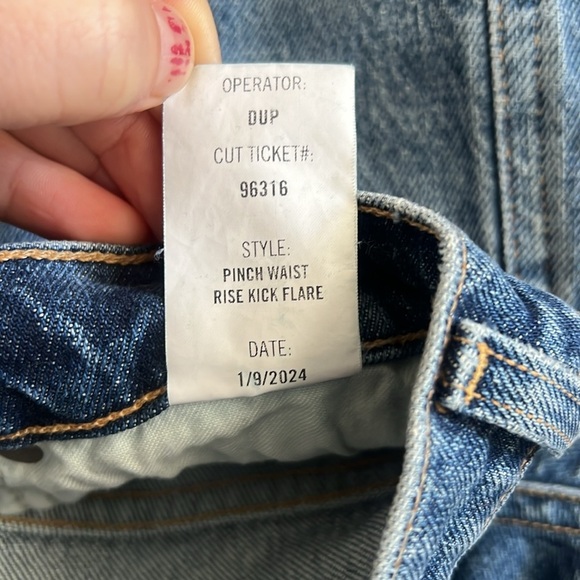 OPERATOR:
DUP
CUT TICKET#:
96316
STYLE:
PINCH WAIST
RISE KICK FLARE
DATE:
1/9/2024